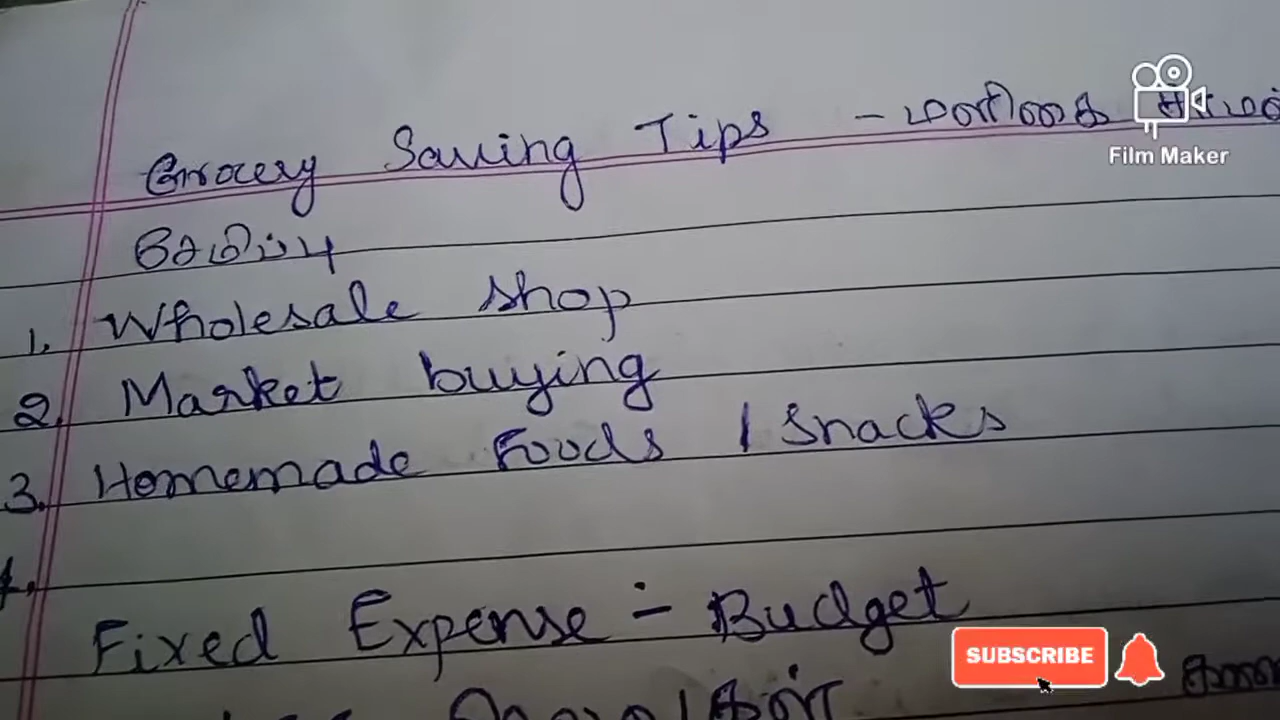 Grocery Saving Tips - மளிகை
சேமிப்பு
1. Wholesale shop
2. Market buying
3. Homemade Foods / Snacks
4.
Fixed Expense :- Budget
Film Maker
SUBSCRIBE